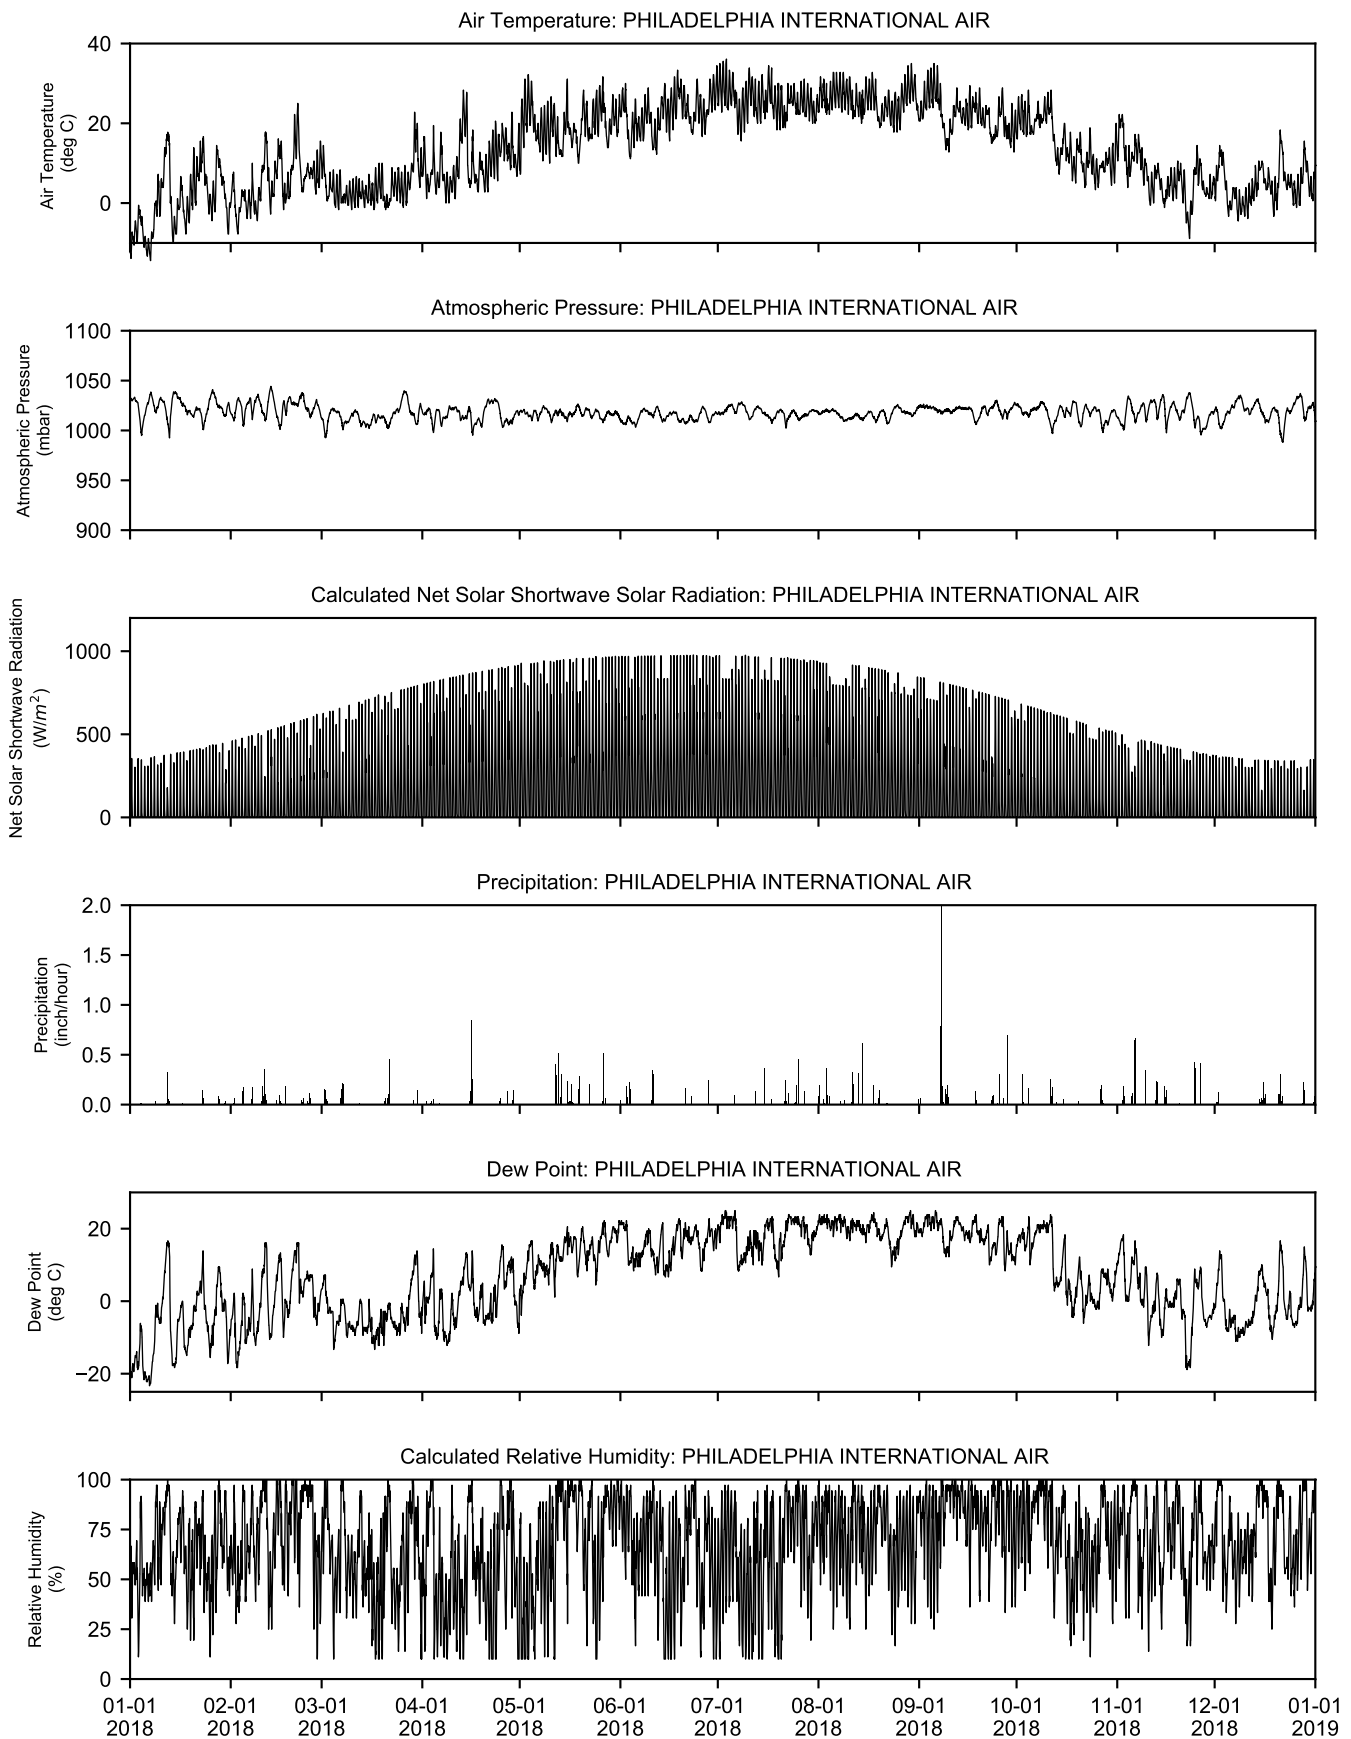 Air Temperature: PHILADELPHIA INTERNATIONAL AIR
Air Temperature
(deg C)
40
20
0
Atmospheric Pressure: PHILADELPHIA INTERNATIONAL AIR
Atmospheric Pressure
(mbar)
1100
1050
1000
950
900
Calculated Net Solar Shortwave Solar Radiation: PHILADELPHIA INTERNATIONAL AIR
Net Solar Shortwave Radiation
(W/m²)
1000
500
0
Precipitation: PHILADELPHIA INTERNATIONAL AIR
Precipitation
(inch/hour)
2.0
1.5
1.0
0.5
0.0
Dew Point: PHILADELPHIA INTERNATIONAL AIR
Dew Point
(deg C)
20
0
−20
Calculated Relative Humidity: PHILADELPHIA INTERNATIONAL AIR
Relative Humidity
(%)
100
75
50
25
0
01-01 02-01 03-01 04-01 05-01 06-01 07-01 08-01 09-01 10-01 11-01 12-01 01-01
2018 2018 2018 2018 2018 2018 2018 2018 2018 2018 2018 2018 2019